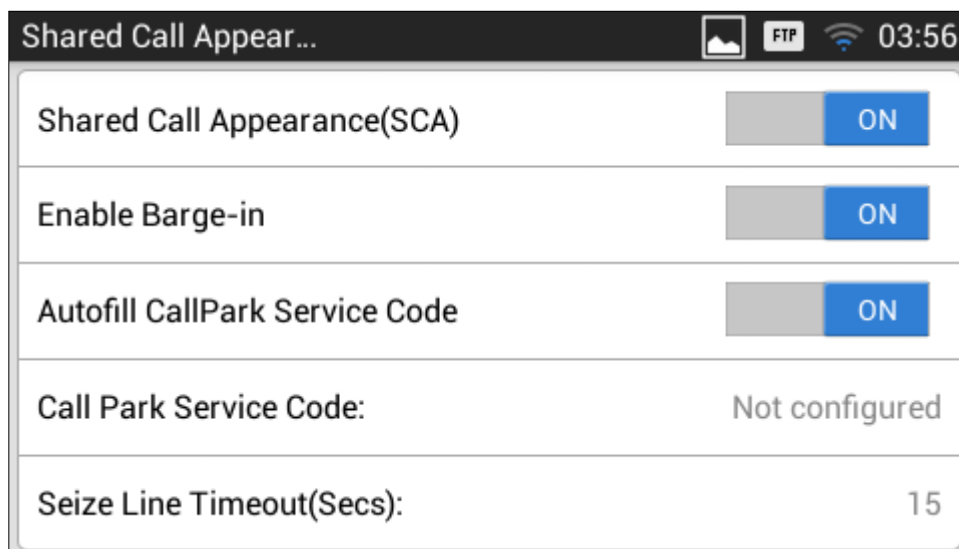 Shared Call Appear... FTP 03:56
Shared Call Appearance(SCA) ON
Enable Barge-in ON
Autofill CallPark Service Code ON
Call Park Service Code: Not configured
Seize Line Timeout(Secs): 15